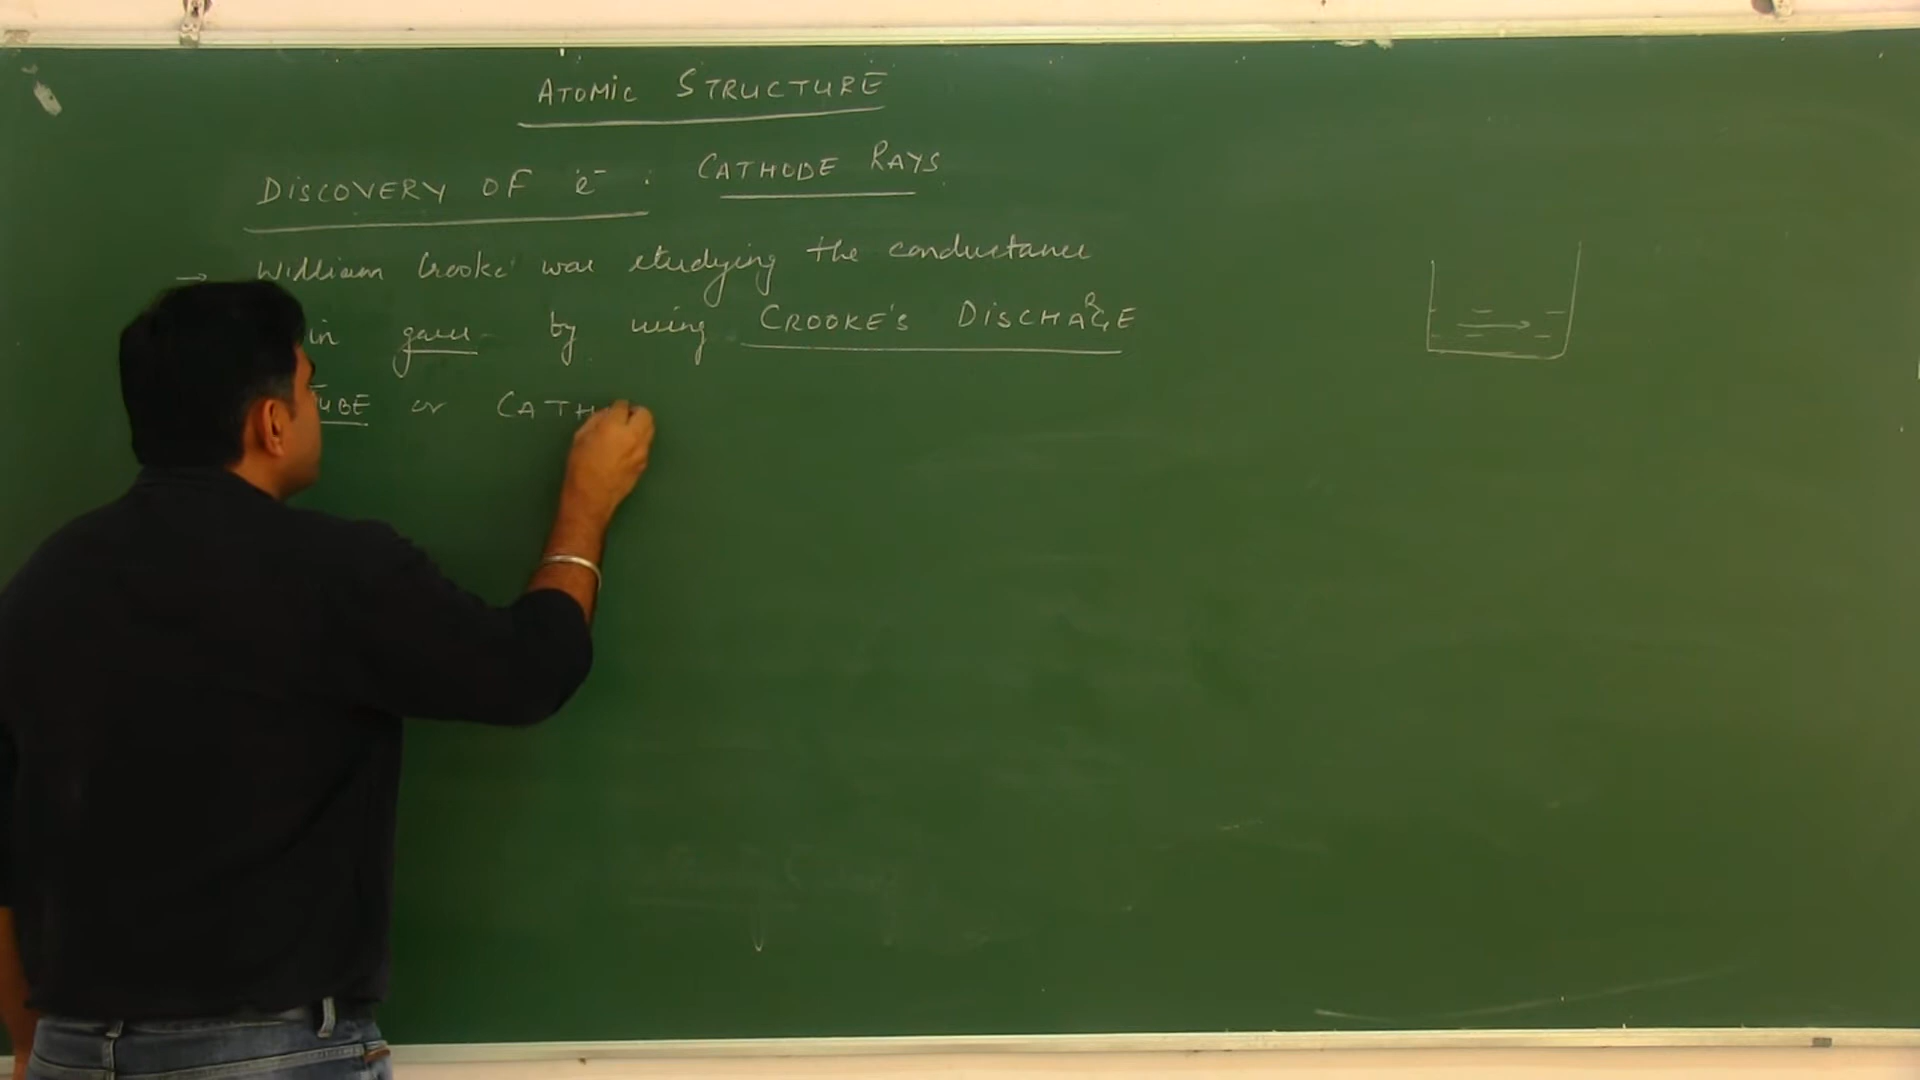 ATOMIC STRUCTURE
DISCOVERY OF e⁻ : CATHODE RAYS
→ William Crooke' was studying the conductance
in gases by using CROOKE'S DISCHARGE
TUBE or CATH